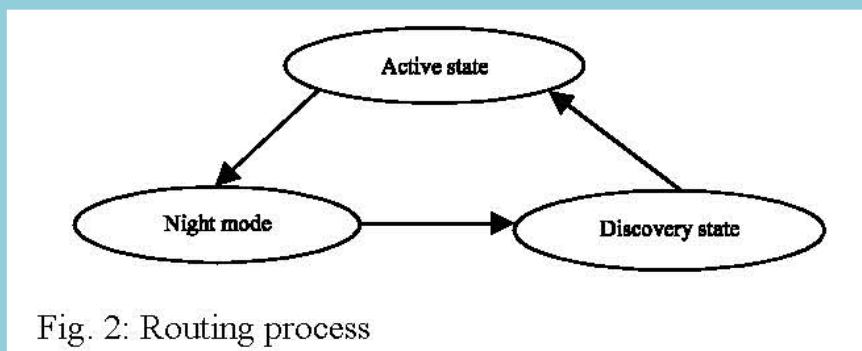 Active state
Night mode
Discovery state
Fig. 2: Routing process